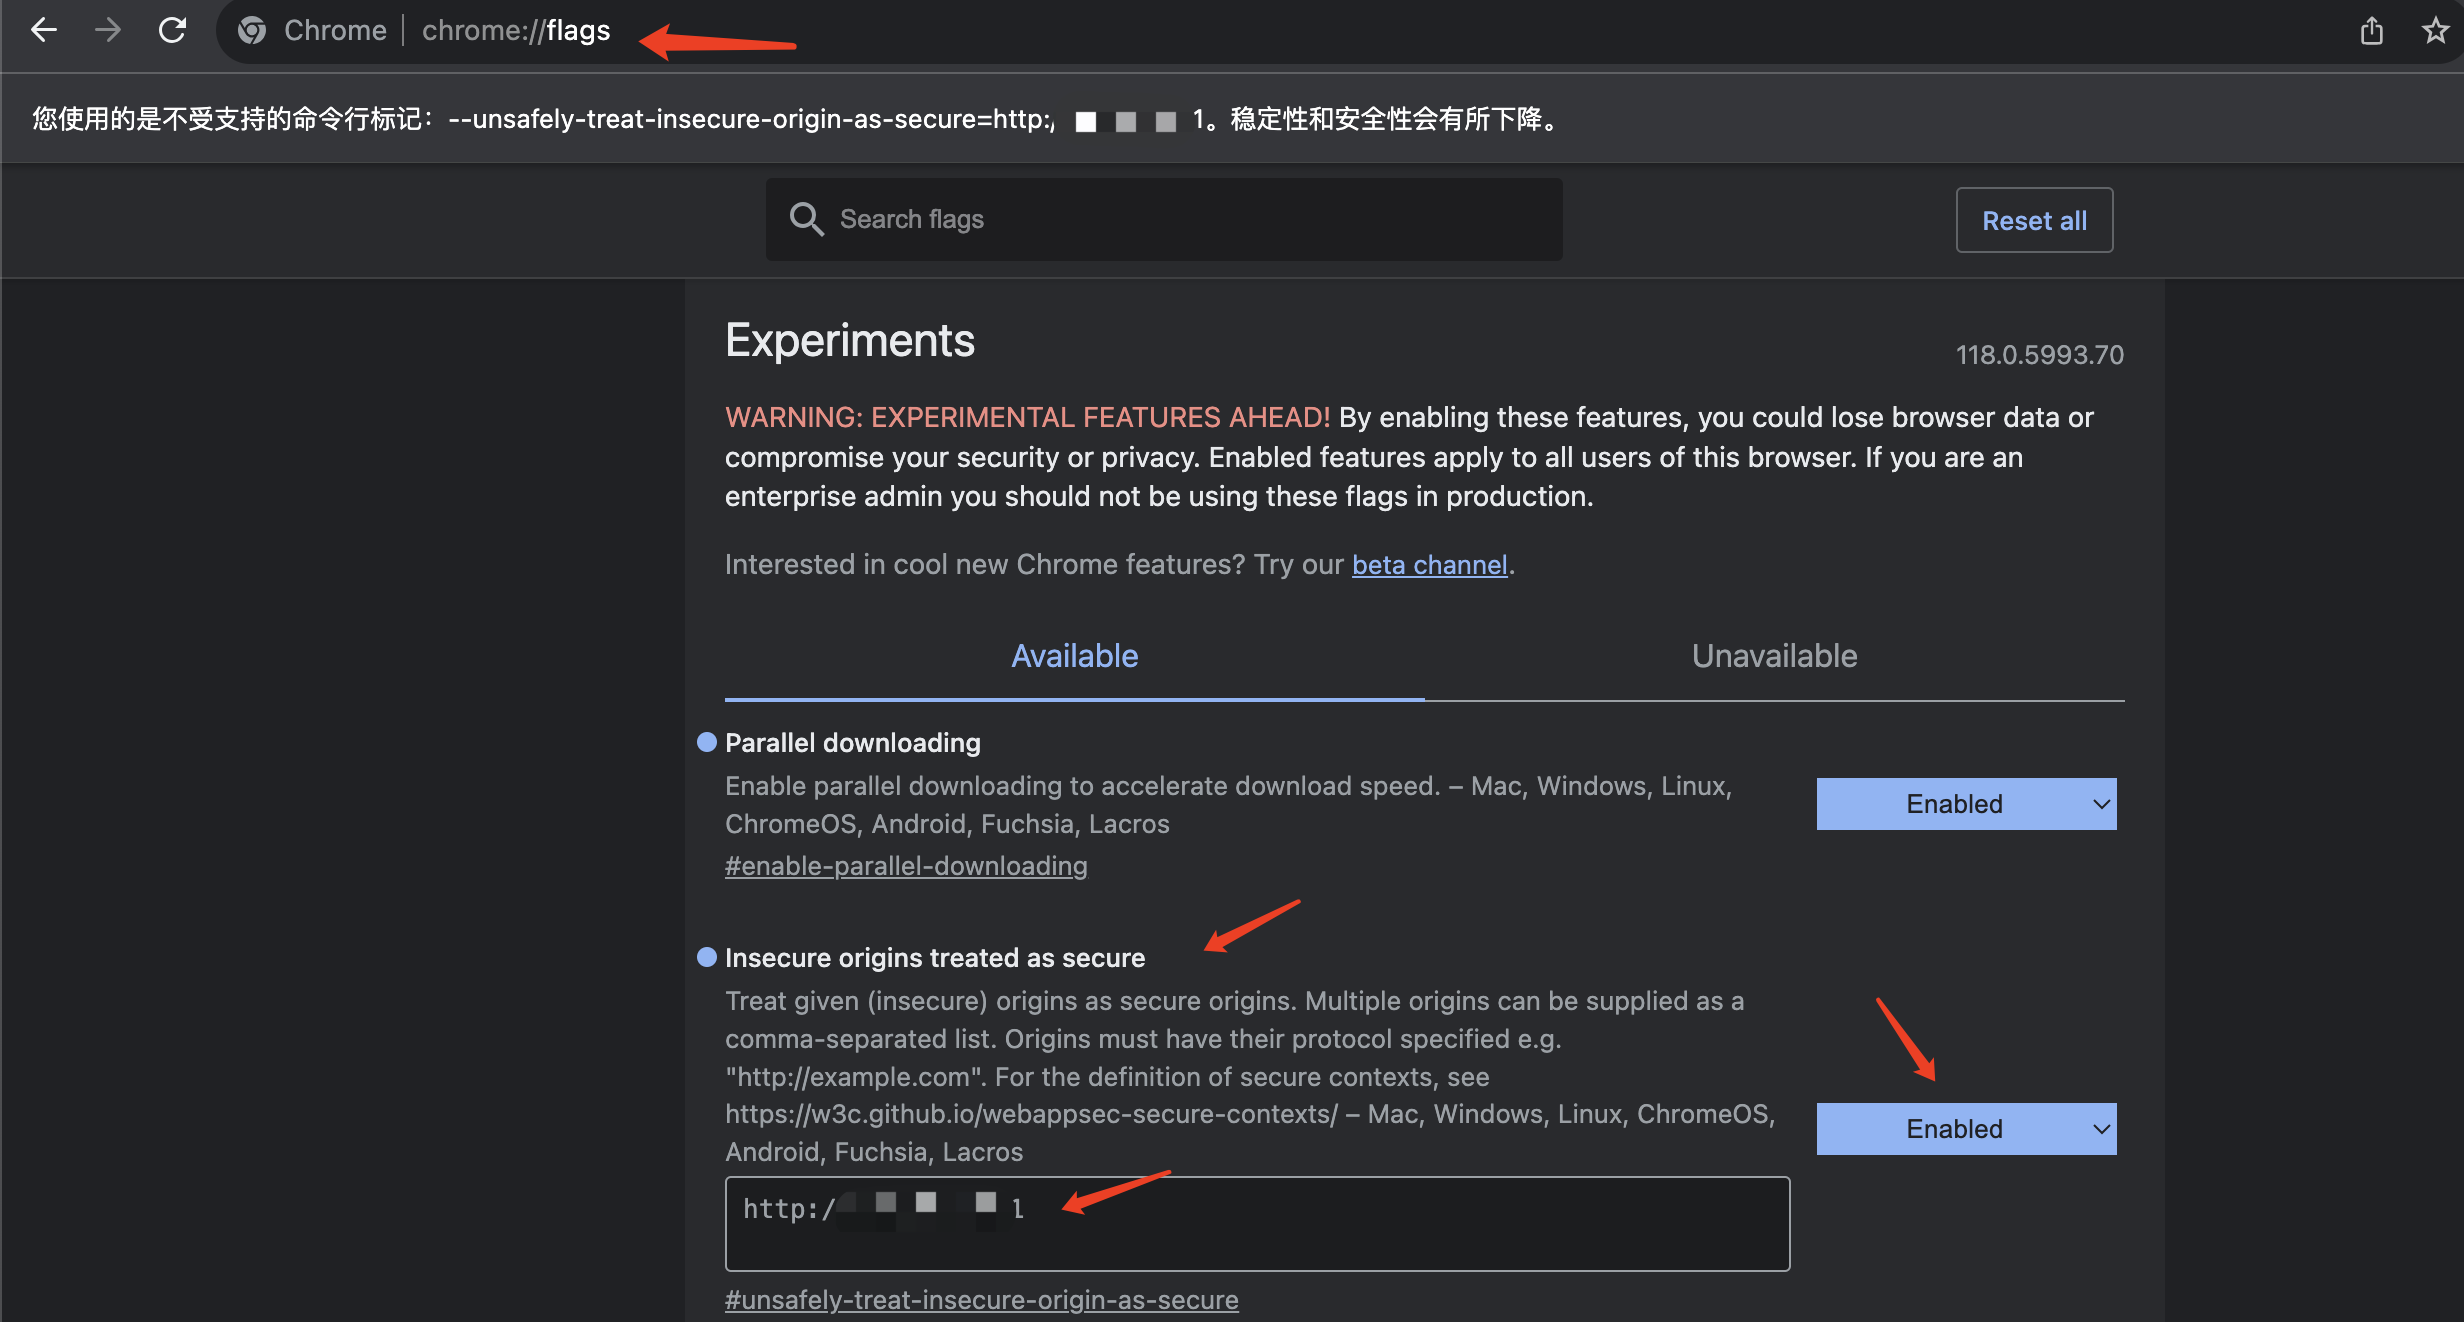 Chrome | chrome://flags
您使用的是不受支持的命令行标记：--unsafely-treat-insecure-origin-as-secure=http:/ 1。稳定性和安全性会有所下降。
Search flags
Reset all
Experiments
118.0.5993.70
WARNING: EXPERIMENTAL FEATURES AHEAD! By enabling these features, you could lose browser data or
compromise your security or privacy. Enabled features apply to all users of this browser. If you are an
enterprise admin you should not be using these flags in production.
Interested in cool new Chrome features? Try our beta channel.
Available
Unavailable
Parallel downloading
Enable parallel downloading to accelerate download speed. – Mac, Windows, Linux,
ChromeOS, Android, Fuchsia, Lacros
#enable-parallel-downloading
Enabled
Insecure origins treated as secure
Treat given (insecure) origins as secure origins. Multiple origins can be supplied as a
comma-separated list. Origins must have their protocol specified e.g.
"http://example.com". For the definition of secure contexts, see
https://w3c.github.io/webappsec-secure-contexts/ – Mac, Windows, Linux, ChromeOS,
Android, Fuchsia, Lacros
Enabled
http:/ 1
#unsafely-treat-insecure-origin-as-secure